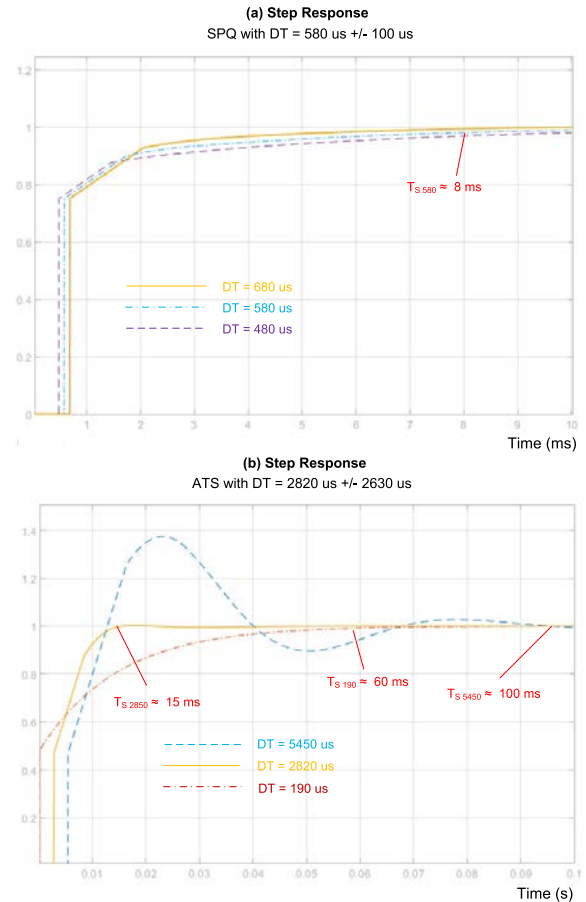 (a) Step Response
SPQ with DT = 580 us +/- 100 us
1.2
1
0.8
0.6
0.4
0.2
0
T S 580 ≈ 8 ms
DT = 680 us
DT = 580 us
DT = 480 us
1 2 3 4 5 6 7 8 9 10
Time (ms)
(b) Step Response
ATS with DT = 2820 us +/- 2630 us
1.4
1.2
1
0.8
0.6
0.4
0.2
T S 2850 ≈ 15 ms
T S 190 ≈ 60 ms
T S 5450 ≈ 100 ms
DT = 5450 us
DT = 2820 us
DT = 190 us
0.01 0.02 0.03 0.04 0.05 0.06 0.07 0.08 0.09 0.1
Time (s)